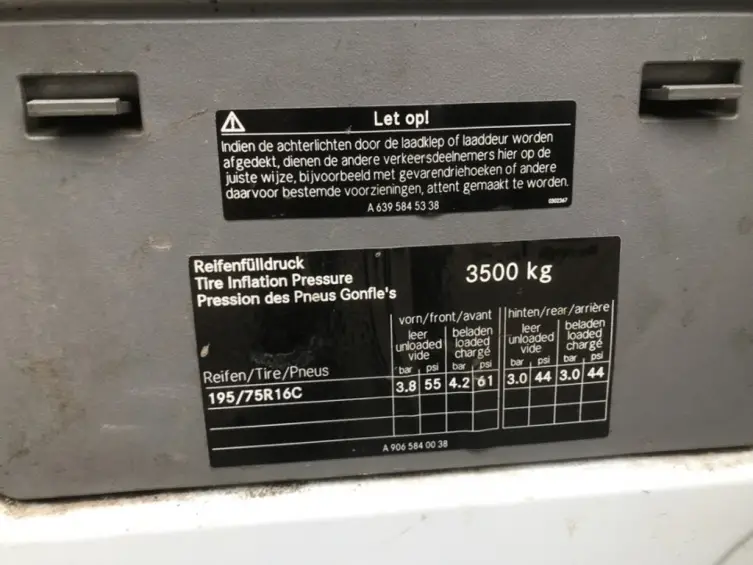 Let op!
Indien de achterlichten door de laadklep of laaddeur worden
afgedekt, dienen de andere verkeersdeelnemers hier op de
juiste wijze, bijvoorbeeld met gevarendriehoeken of andere
daarvoor bestemde voorzieningen, attent gemaakt te worden.
A 639 584 53 38
0302367
Reifenfülldruck
Tire Inflation Pressure
Pression des Pneus Gonfle's
3500 kg
vorn/front/avant hinten/rear/arrière
leer beladen leer beladen
unloaded loaded unloaded loaded
vide chargé vide chargé
Reifen/Tire/Pneus bar psi bar psi bar psi bar psi
195/75R16C 3.8 55 4.2 61 3.0 44 3.0 44
A 906 584 00 38